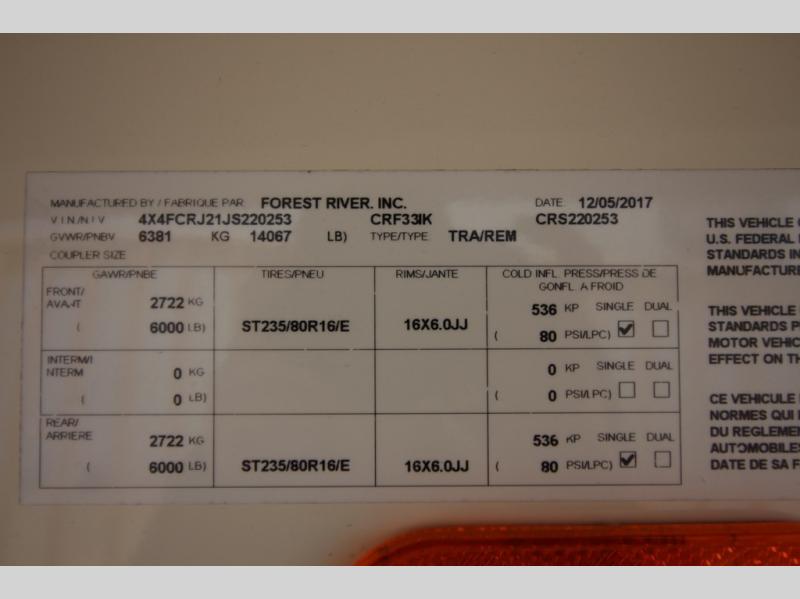 MANUFACTURED BY / FABRIQUE PAR FOREST RIVER, INC. DATE 12/05/2017
V I N /N I V 4X4FCRJ21JS220253 CRF33IK CRS220253
GVWR/PNBV 6381 KG 14067 LB) TYPE/TYPE TRA/REM
COUPLER SIZE
GAWR/PNBE TIRES/PNEU RIMS/JANTE COLD INFL. PRESS/PRESS DE
GONFL. A FROID
FRONT/
AVANT 2722 KG 536 KP SINGLE DUAL
( 6000 LB) ST235/80R16/E 16X6.0JJ ( 80 PSI/LPC)
INTERM/I
NTERM 0 KG 0 KP SINGLE DUAL
( 0 LB) ( 0 PSI/LPC)
REAR/
ARRIERE 2722 KG 536 KP SINGLE DUAL
( 6000 LB) ST235/80R16/E 16X6.0JJ ( 80 PSI/LPC)
THIS VEHICLE
U.S. FEDERAL
STANDARDS IN
MANUFACTURE
THIS VEHICLE
STANDARDS P
MOTOR VEHIC
EFFECT ON TH
CE VEHICULE
NORMES QUI
DU REGLEME
AUTOMOBILES
DATE DE SA F